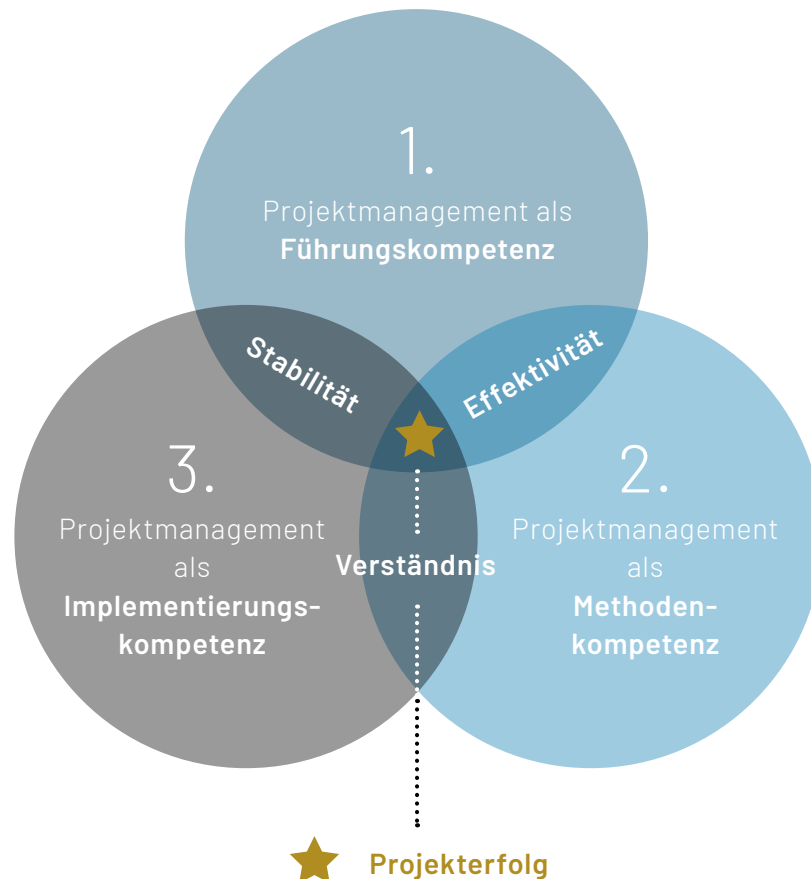 1.
Projektmanagement als
Führungskompetenz
Stabilität
Effektivität
3.
Projektmanagement
als
Implementierungs-
kompetenz
Verständnis
2.
Projektmanagement
als
Methoden-
kompetenz
Projekterfolg